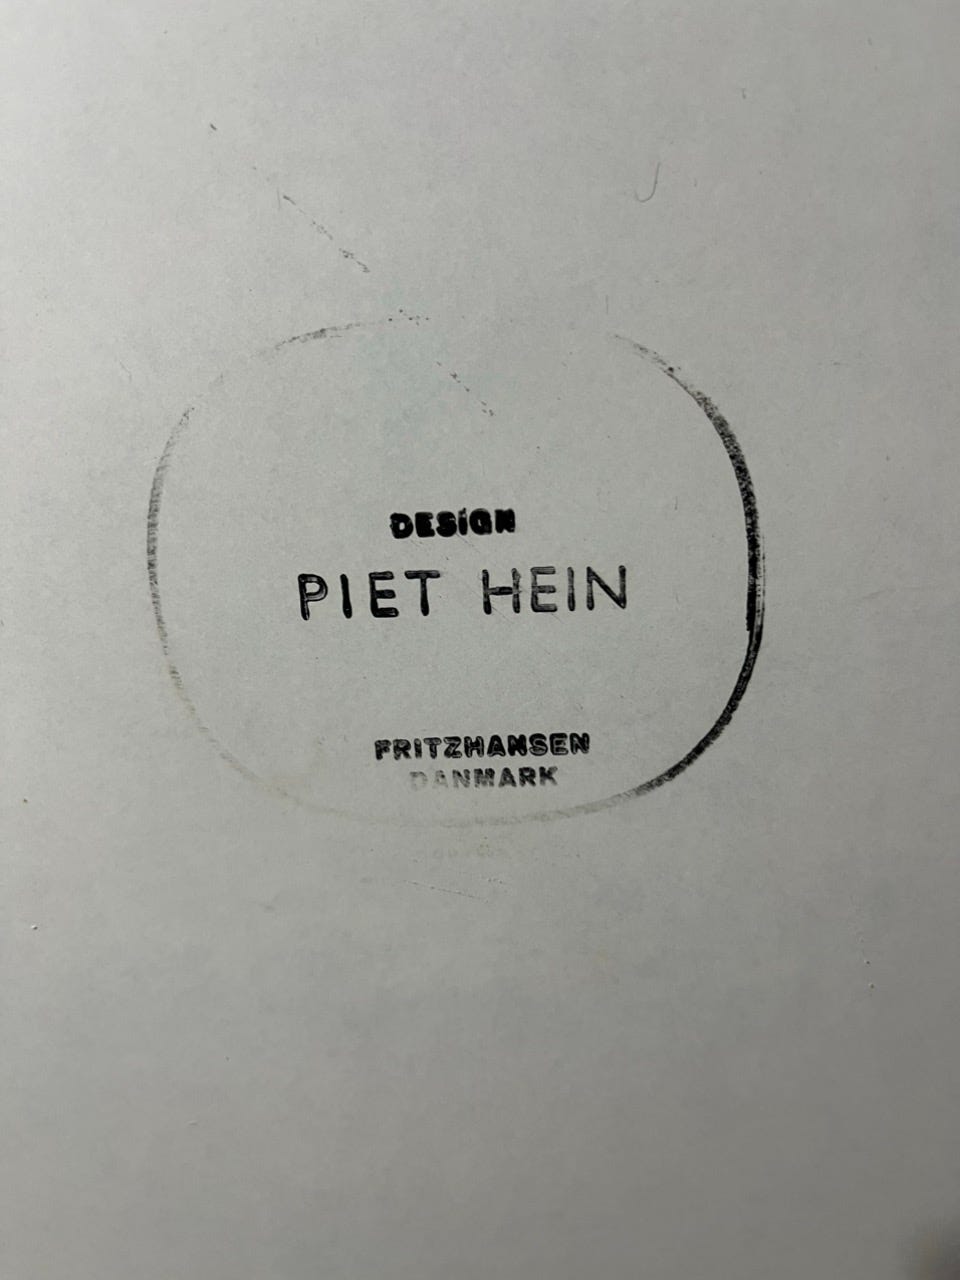 DESIGN
PIET HEIN
FRITZHANSEN
DANMARK